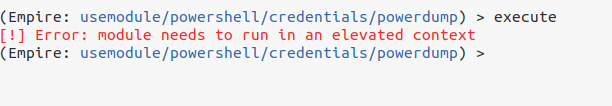 (Empire: usemodule/powershell/credentials/powerdump) > execute
[!] Error: module needs to run in an elevated context
(Empire: usemodule/powershell/credentials/powerdump) >